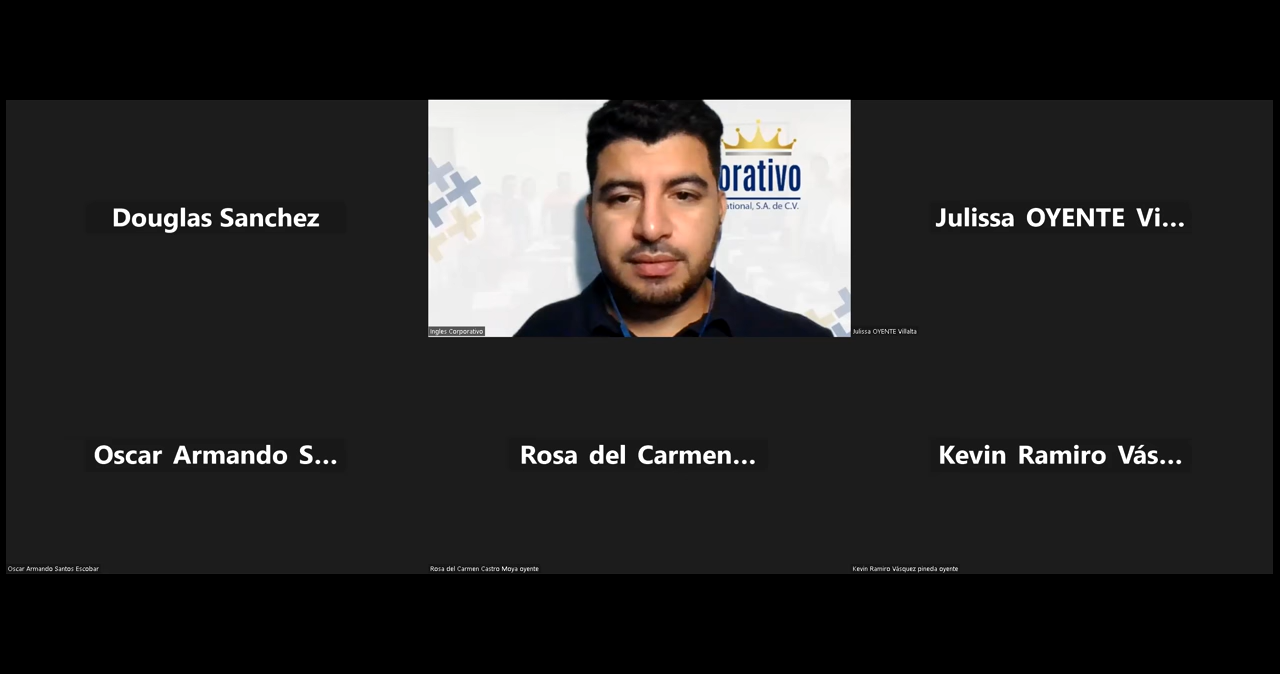 Douglas Sanchez
orativo
ational, S.A. de C.V.
Ingles Corporativo
Julissa OYENTE Vi...
Julissa OYENTE Villalta
Oscar Armando S...
Oscar Armando Santos Escobar
Rosa del Carmen...
Rosa del Carmen Castro Moya oyente
Kevin Ramiro Vás...
Kevin Ramiro Vásquez pineda oyente